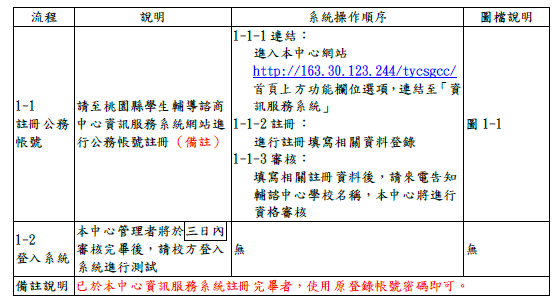 流程 說明 系統操作順序 圖檔說明
1-1
註冊公務
帳號
請至桃園縣學生輔導諮商
中心資訊服務系統網站進
行公務帳號註冊（備註）
1-1-1 連結：
進入本中心網站
http://163.30.123.244/tycsgcc/
首頁上方功能欄位選項，連結至「資
訊服務系統」
1-1-2 註冊：
進行註冊填寫相關資料登錄
1-1-3 審核：
填寫相關註冊資料後，請來電告知
輔諮中心學校名稱，本中心將進行
資格審核
圖 1-1
1-2
登入系統
本中心管理者將於三日內
審核完畢後，請校方登入
系統進行測試
無
無
備註說明 已於本中心資訊服務系統註冊完畢者，使用原登錄帳號密碼即可。